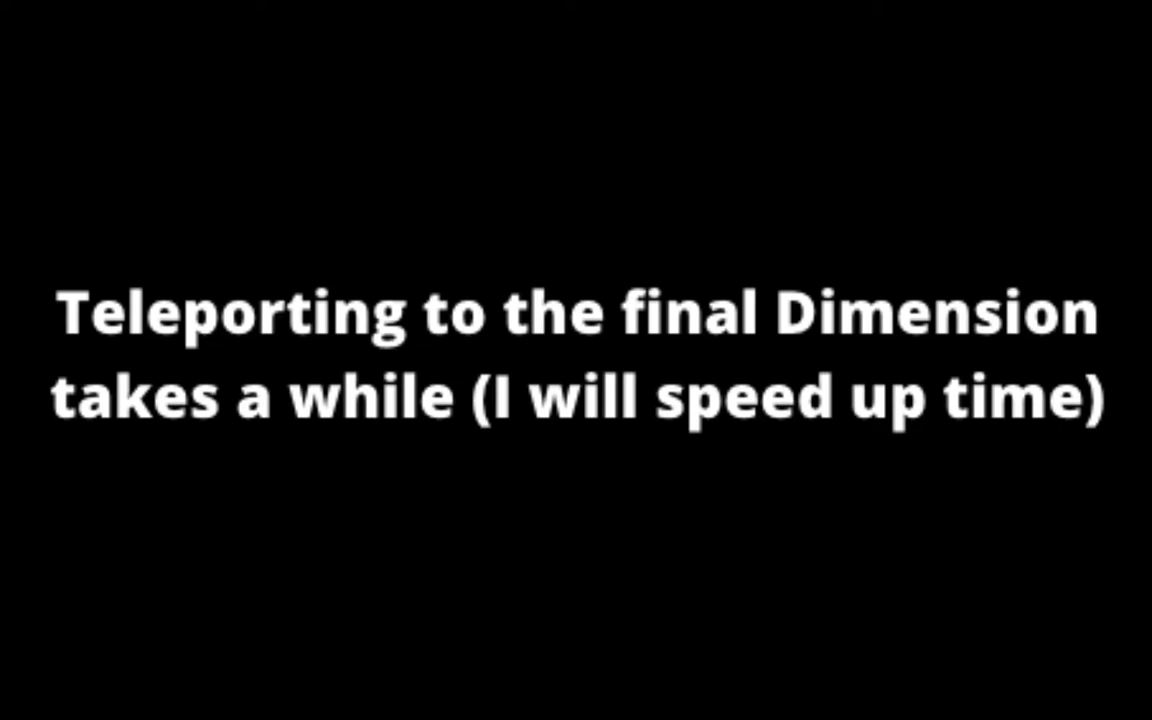 Teleporting to the final Dimension
takes a while (I will speed up time)